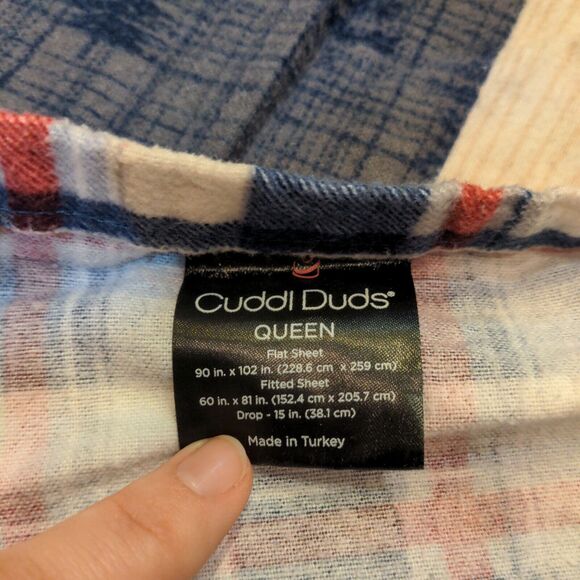 Cuddl Duds®
QUEEN
Flat Sheet
90 in. x 102 in. (228.6 cm x 259 cm)
Fitted Sheet
60 in. x 81 in. (152.4 cm x 205.7 cm)
Drop - 15 in. (38.1 cm)
Made in Turkey